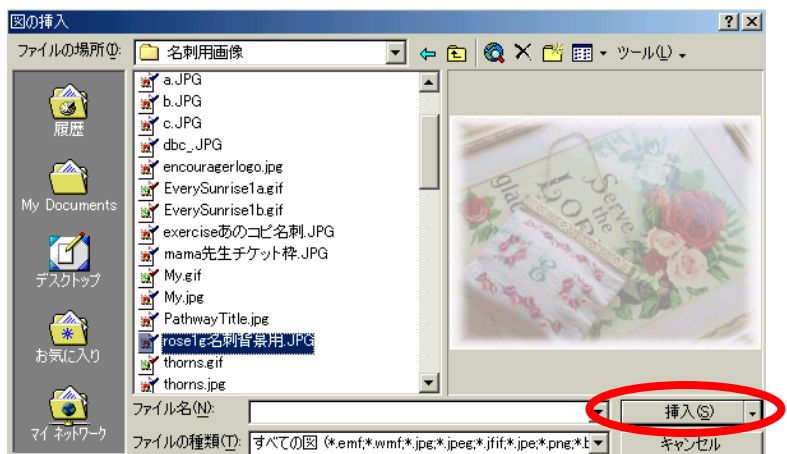 図の挿入
ファイルの場所(I): 名刺用画像 ツール(L)
履歴
My Documents
デスクトップ
お気に入り
マイ ネットワーク
a.JPG
b.JPG
c.JPG
dbc_.JPG
encouragerlogo.jpg
EverySunrise1a.gif
EverySunrise1b.gif
exerciseあのコピ名刺.JPG
mama先生チケット枠.JPG
My.gif
My.jpg
PathwayTitle.jpg
rose1g名刺背景用.JPG
thorns.gif
thorns.jpg
Serve
the
LORD
glad
ファイル名(N): 挿入(S)
ファイルの種類(T): すべての図 (*.emf;*.wmf;*.jpg;*.jpeg;*.jfif;*.jpe;*.png;*.b キャンセル